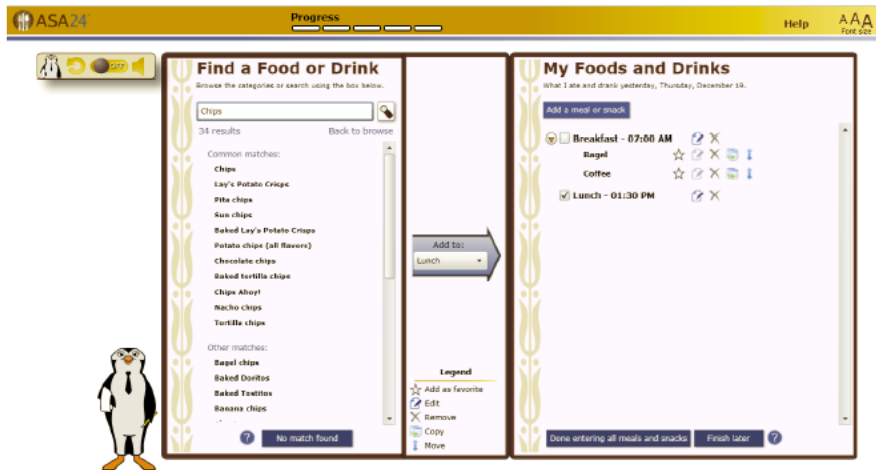 ASA24™
Progress
Help
AAA
Font size
OFF
Find a Food or Drink
Browse the categories or search using the box below.
Chips
34 results
Back to browse
Common matches:
Chips
Lay's Potato Crisps
Pita chips
Sun chips
Baked Lay's Potato Crisps
Potato chips (all flavors)
Chocolate chips
Baked tortilla chips
Chips Ahoy!
Nacho chips
Tortilla chips
Other matches:
Bagel chips
Baked Doritos
Baked Tostitos
Banana chips
? No match found
Add to:
Lunch
Legend
Add as favorite
Edit
Remove
Copy
Move
My Foods and Drinks
What I ate and drank yesterday, Thursday, December 19.
Add a meal or snack
Breakfast - 07:00 AM
Bagel
Coffee
Lunch - 01:30 PM
Done entering all meals and snacks
Finish later
?